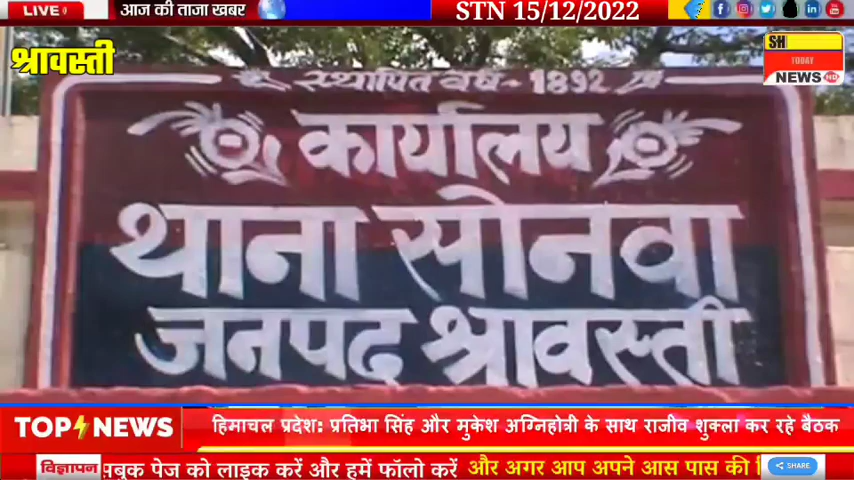 LIVE
आज की ताजा खबर
STN 15/12/2022
श्रावस्ती
SH
TODAY
NEWS HD
स्थापित वर्ष - 1892
कार्यालय
थाना सोनवा
जनपद श्रावस्ती
TOP NEWS
हिमाचल प्रदेश: प्रतिभा सिंह और मुकेश अग्निहोत्री के साथ राजीव शुक्ला कर रहे बैठक
विज्ञापन
सबुक पेज को लाइक करें और हमें फॉलो करें और अगर आप अपने आस पास की
SHARE